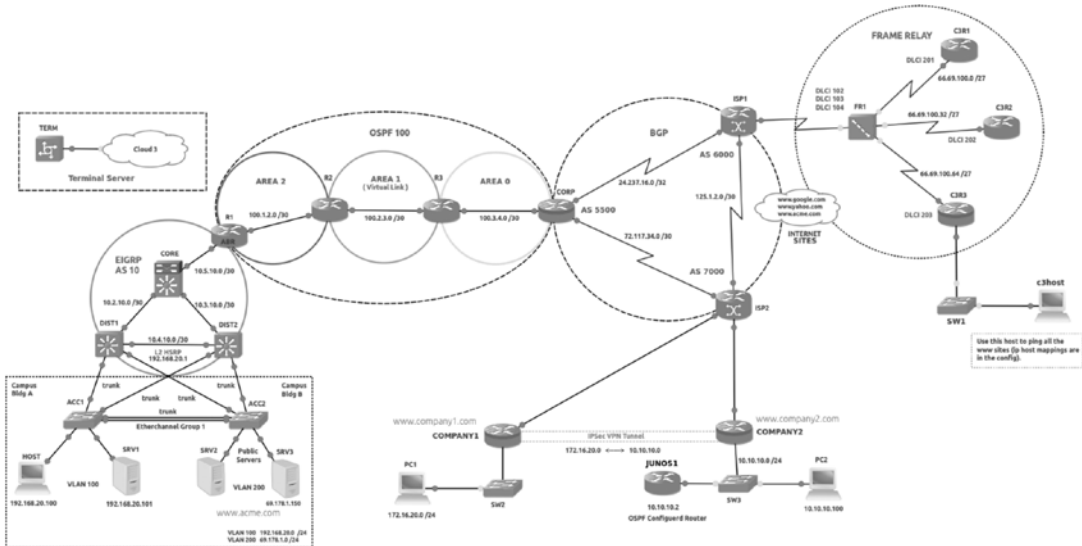 TERM
Cloud 3
Terminal Server
OSPF 100
AREA 2
AREA 1
( Virtual Link )
AREA 0
R1
R2
R3
ABR
100.1.2.0 /30
100.2.3.0 /30
100.3.4.0 /30
CORP
AS 5500
BGP
AS 6000
AS 7000
24.237.16.0 /32
72.117.34.0 /30
125.1.2.0 /30
ISP1
ISP2
www.google.com
www.yahoo.com
www.acme.com
INTERNET
SITES
FRAME RELAY
DLCI 102
DLCI 103
DLCI 104
FR1
C3R1
DLCI 201
66.69.100.0 /27
66.69.100.32 /27
C3R2
DLCI 202
66.69.100.64 /27
C3R3
DLCI 203
SW1
c3host
Use this host to ping all the
www sites (ip host mappings are
in the config).
EIGRP
AS 10
CORE
10.5.10.0 /30
10.2.10.0 /30
10.3.10.0 /30
DIST1
DIST2
10.4.10.0 /30
L2 HSRP
192.168.20.1
Campus
Bldg A
Campus
Bldg B
trunk
trunk
trunk
trunk
ACC1
ACC2
trunk
Etherchannel Group 1
HOST
SRV1
SRV2
Public
Servers
SRV3
VLAN 100
VLAN 200
192.168.20.100
192.168.20.101
69.178.1.150
www.acme.com
VLAN 100 192.168.20.0 /24
VLAN 200 69.178.1.0 /24
www.company1.com
COMPANY1
www.company2.com
COMPANY2
IPSec VPN Tunnel
172.16.20.0 10.10.10.0
PC1
172.16.20.0 /24
SW2
10.10.10.0 /24
JUNOS1
10.10.10.2
OSPF Configuerd Router
SW3
PC2
10.10.10.100